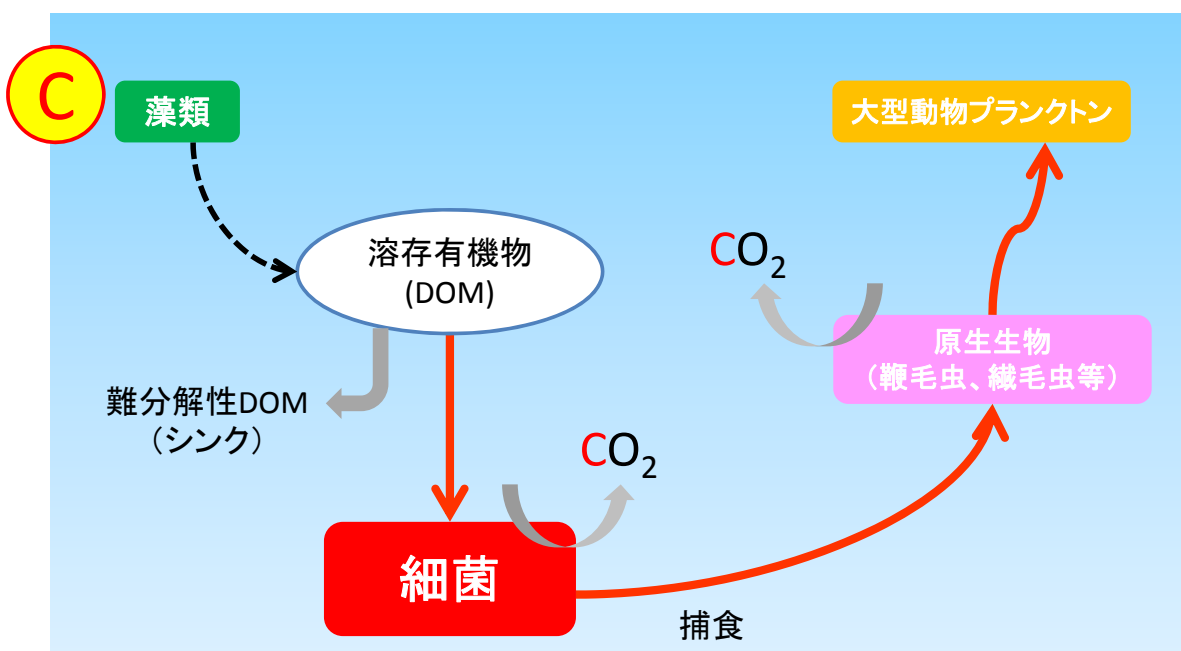 C
藻類
大型動物プランクトン
溶存有機物
(DOM)
CO2
原生生物
（鞭毛虫、繊毛虫等）
難分解性DOM
（シンク）
CO2
細菌
捕食